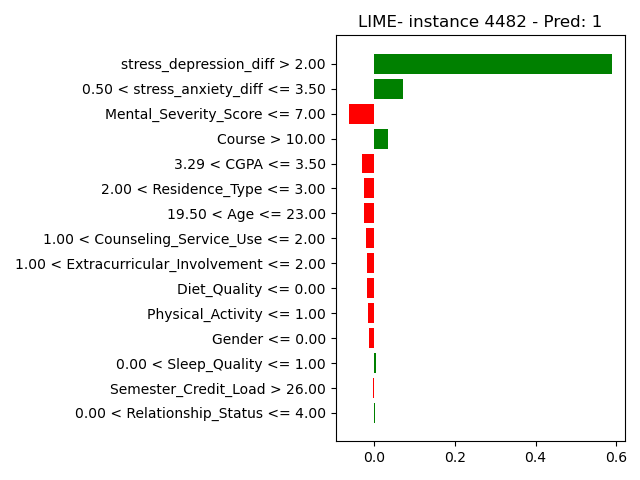 LIME- instance 4482 - Pred: 1
stress_depression_diff > 2.00
0.50 < stress_anxiety_diff <= 3.50
Mental_Severity_Score <= 7.00
Course > 10.00
3.29 < CGPA <= 3.50
2.00 < Residence_Type <= 3.00
19.50 < Age <= 23.00
1.00 < Counseling_Service_Use <= 2.00
1.00 < Extracurricular_Involvement <= 2.00
Diet_Quality <= 0.00
Physical_Activity <= 1.00
Gender <= 0.00
0.00 < Sleep_Quality <= 1.00
Semester_Credit_Load > 26.00
0.00 < Relationship_Status <= 4.00
0.0 0.2 0.4 0.6